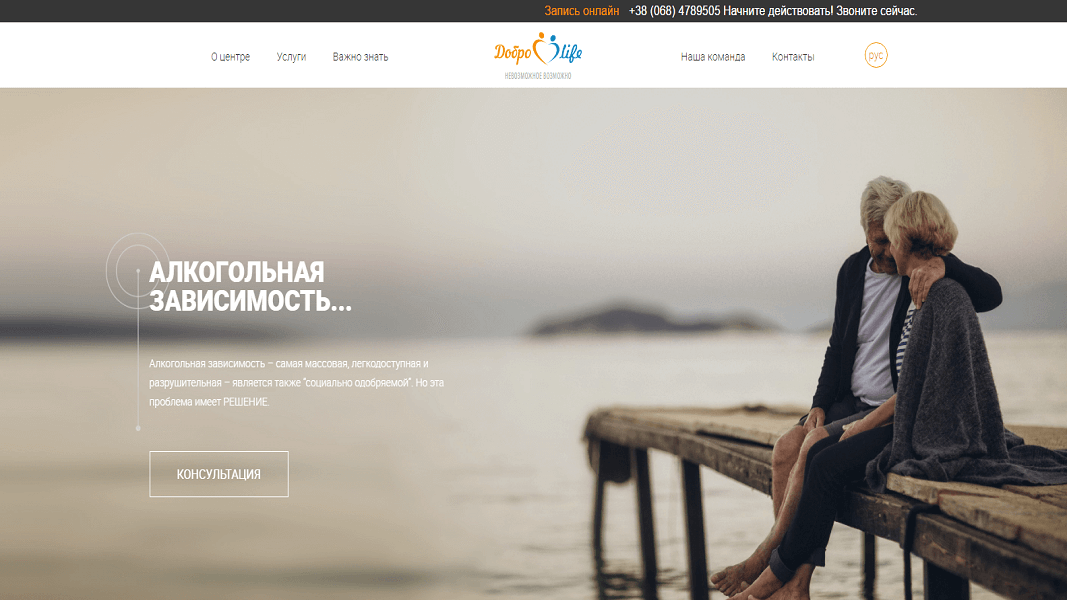 Запись онлайн +38 (068) 4789505 Начните действовать! Звоните сейчас.
О центре Услуги Важно знать Добро life Наша команда Контакты рус
НЕВОЗМОЖНОЕ ВОЗМОЖНО
АЛКОГОЛЬНАЯ
ЗАВИСИМОСТЬ...
Алкогольная зависимость – самая массовая, легкодоступная и
разрушительная – является также "социально одобряемой". Но эта
проблема имеет РЕШЕНИЕ.
КОНСУЛЬТАЦИЯ